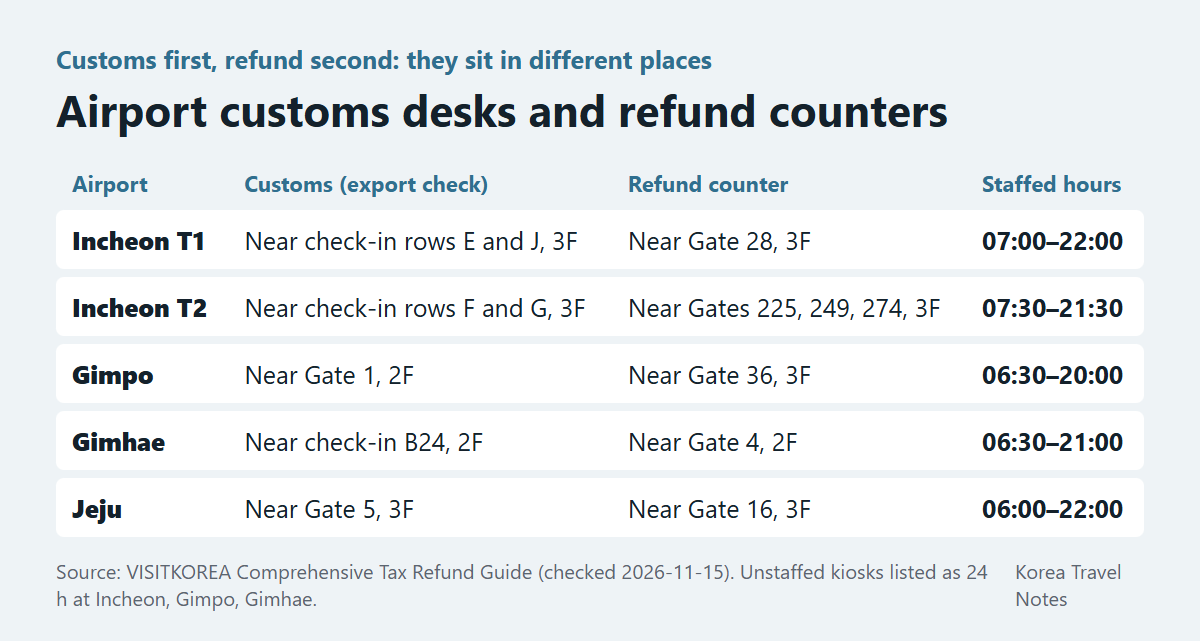 Customs first, refund second: they sit in different places
Airport customs desks and refund counters
Airport Customs (export check) Refund counter Staffed hours
Incheon T1 Near check-in rows E and J, 3F Near Gate 28, 3F 07:00–22:00
Incheon T2 Near check-in rows F and G, 3F Near Gates 225, 249, 274, 3F 07:30–21:30
Gimpo Near Gate 1, 2F Near Gate 36, 3F 06:30–20:00
Gimhae Near check-in B24, 2F Near Gate 4, 2F 06:30–21:00
Jeju Near Gate 5, 3F Near Gate 16, 3F 06:00–22:00
Source: VISITKOREA Comprehensive Tax Refund Guide (checked 2026-11-15). Unstaffed kiosks listed as 24
h at Incheon, Gimpo, Gimhae.
Korea Travel
Notes